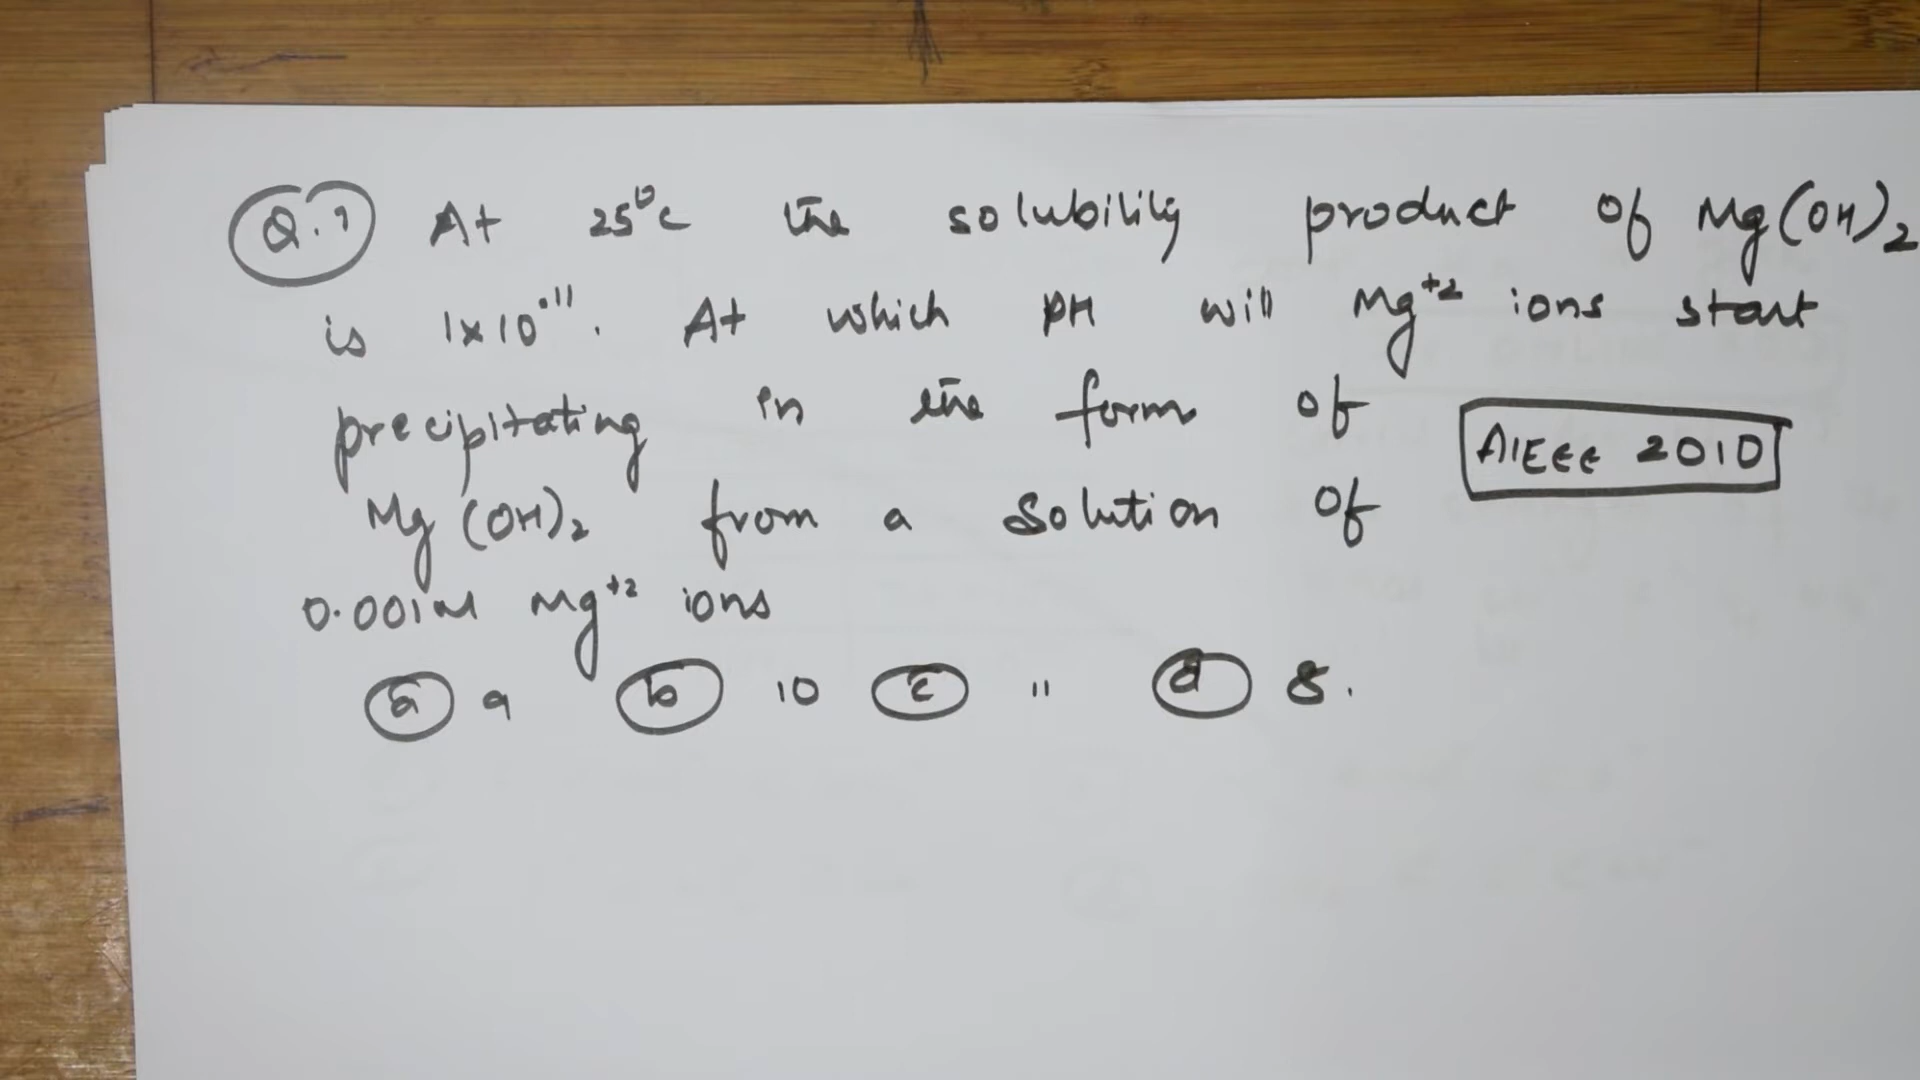 Q.1 At 25°C the solubility product of Mg(OH)₂
is 1×10⁻¹¹. At which PH will Mg⁺² ions start
precipitating in the form of
AIEEE 2010
Mg(OH)₂ from a solution of
0.001M Mg⁺² ions
a 9 b 10 c 11 d 8.